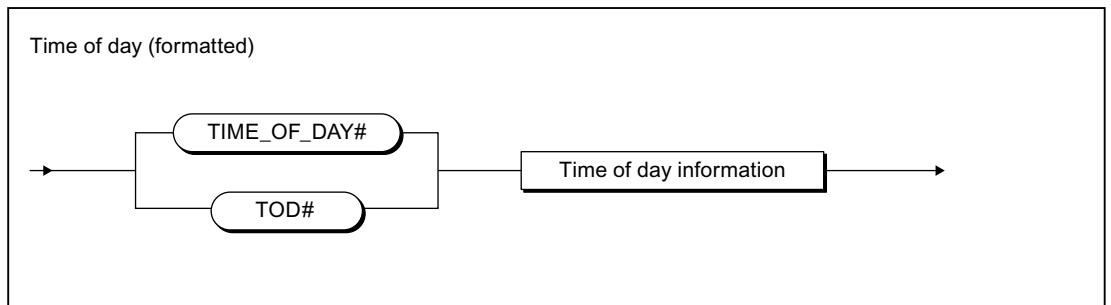 Time of day (formatted)
TIME_OF_DAY#
Time of day information
TOD#